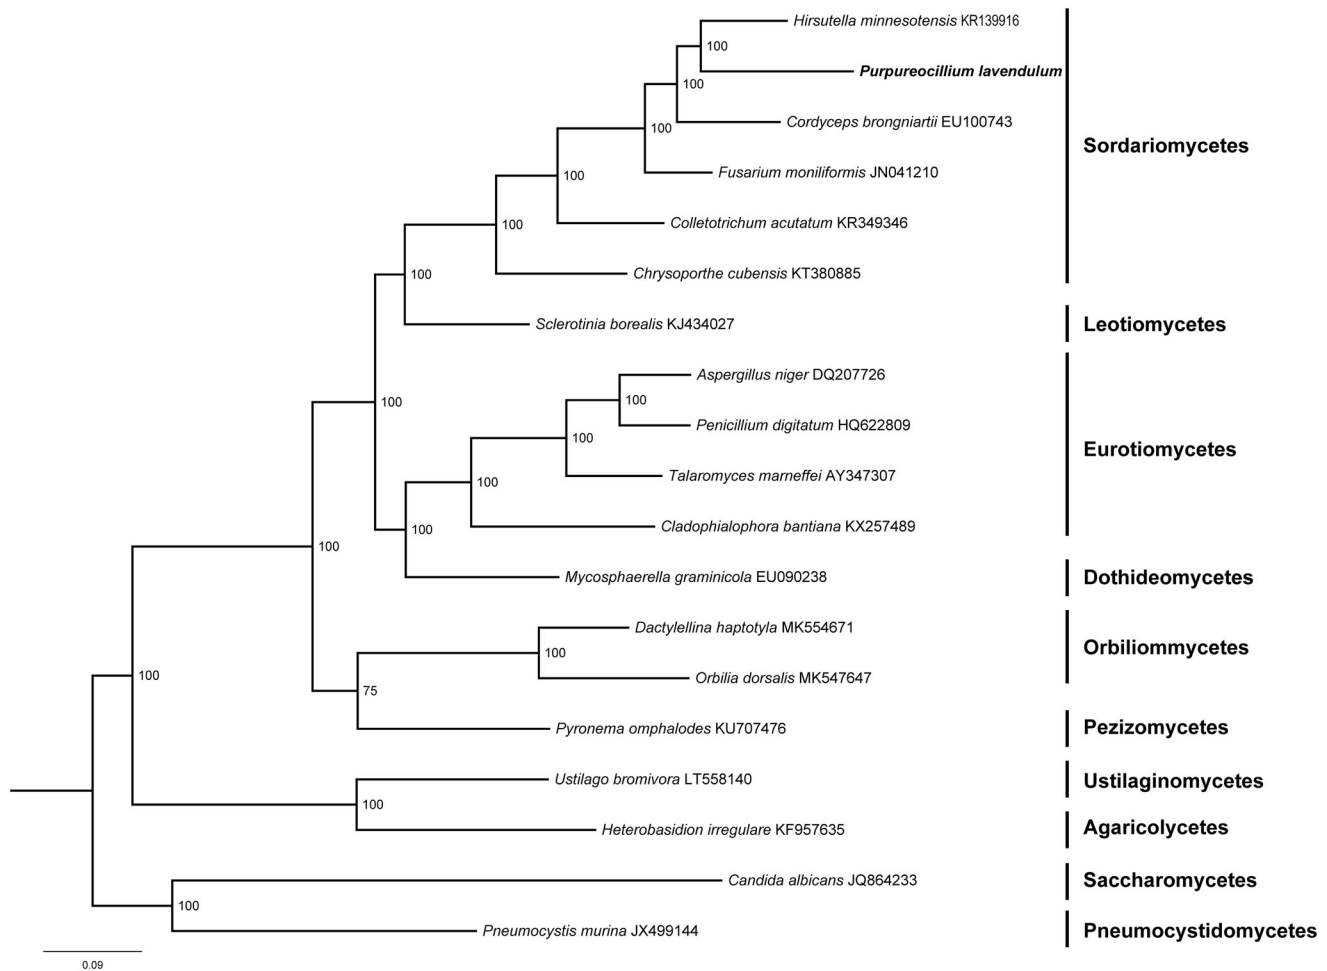 Hirsutella minnesotensis KR139916
100
Purpureocillium lavendulum
100
Cordyceps brongniartii EU100743
100
Sordariomycetes
Fusarium moniliformis JN041210
100
Colletotrichum acutatum KR349346
100
Chrysoporthe cubensis KT380885
100
Sclerotinia borealis KJ434027
Leotiomycetes
Aspergillus niger DQ207726
100
100
Penicillium digitatum HQ622809
100
Eurotiomycetes
Talaromyces marneffei AY347307
100
Cladophialophora bantiana KX257489
100
100
Mycosphaerella graminicola EU090238
Dothideomycetes
Dactylellina haptotyla MK554671
100
Orbiliommycetes
Orbilia dorsalis MK547647
100
75
Pyronema omphalodes KU707476
Pezizomycetes
Ustilago bromivora LT558140
Ustilaginomycetes
100
Heterobasidion irregulare KF957635
Agaricolycetes
Candida albicans JQ864233
Saccharomycetes
100
Pneumocystis murina JX499144
Pneumocystidomycetes
0.09